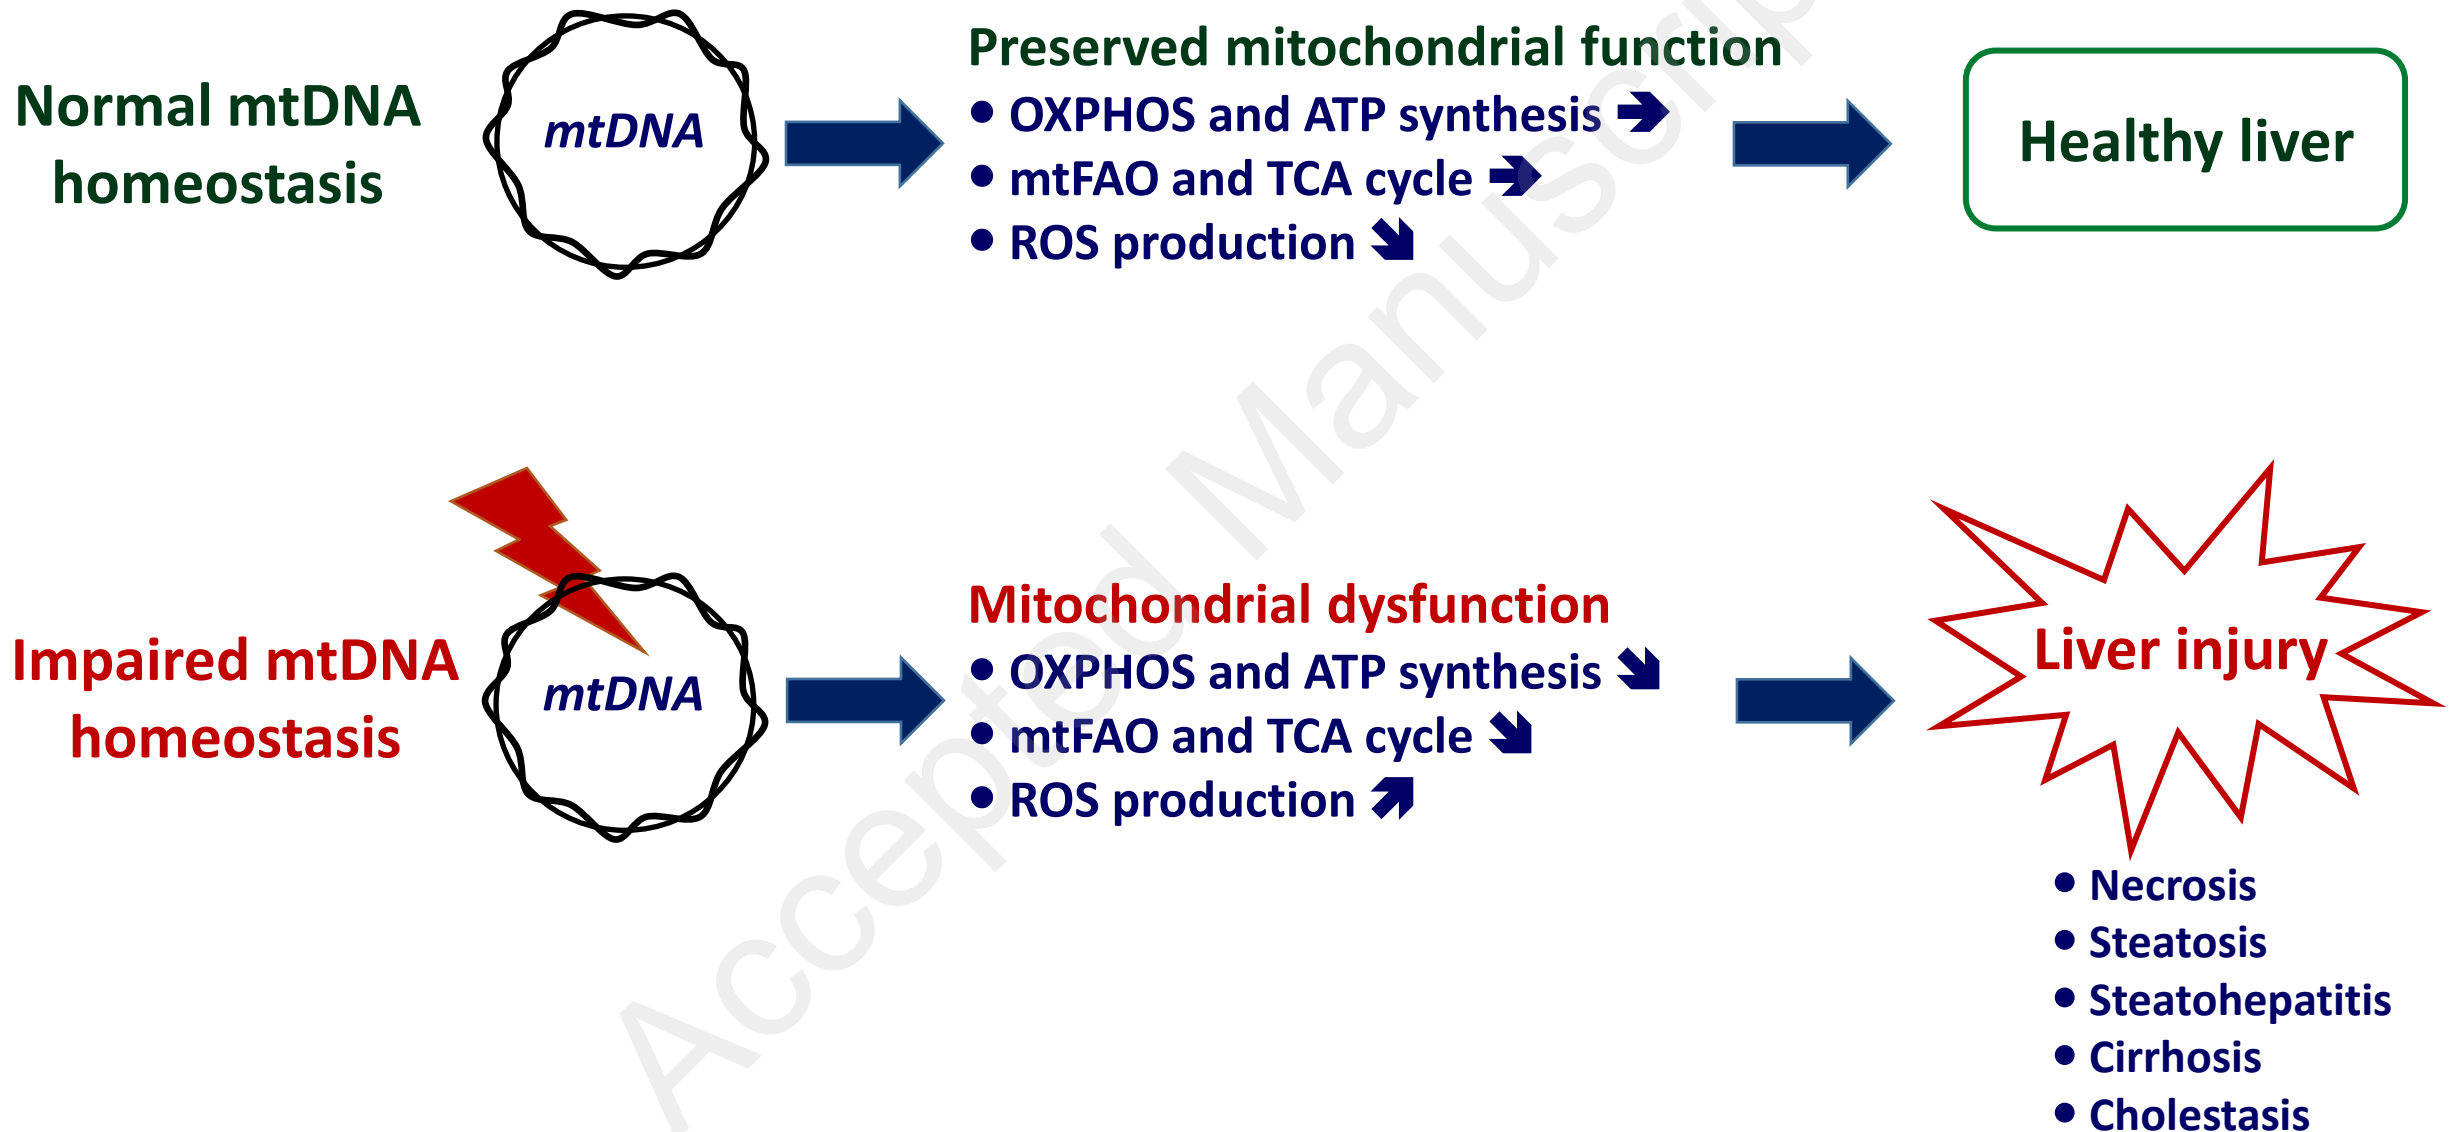 Normal mtDNA
homeostasis
mtDNA
Preserved mitochondrial function
• OXPHOS and ATP synthesis
• mtFAO and TCA cycle
• ROS production
Healthy liver
Impaired mtDNA
homeostasis
mtDNA
Mitochondrial dysfunction
• OXPHOS and ATP synthesis
• mtFAO and TCA cycle
• ROS production
Liver injury
• Necrosis
• Steatosis
• Steatohepatitis
• Cirrhosis
• Cholestasis
Accepted Manuscrip